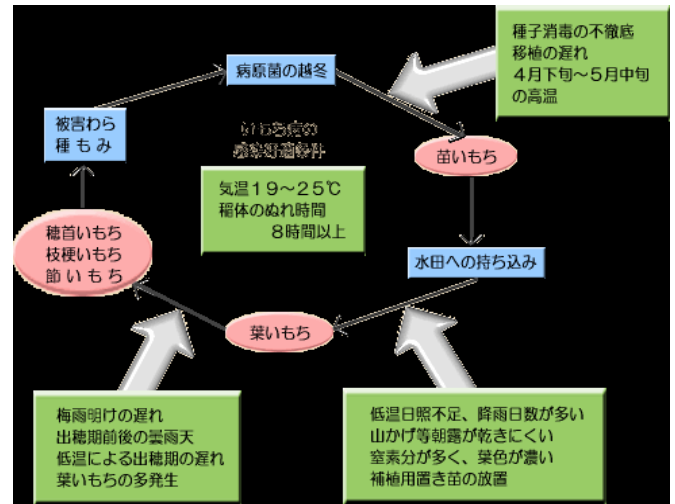 病原菌の越冬
種子消毒の不徹底
移植の遅れ
4月下旬～5月中旬
の高温
苗いもち
水田への持ち込み
低温日照不足、降雨日数が多い
山かげ等朝露が乾きにくい
窒素分が多く、葉色が濃い
補植用置き苗の放置
葉いもち
梅雨明けの遅れ
出穂期前後の曇雨天
低温による出穂期の遅れ
葉いもちの多発生
穂首いもち
枝梗いもち
節いもち
被害わら
種もみ
いもち病の
感染好適条件
気温19～25℃
稲体のぬれ時間
8時間以上